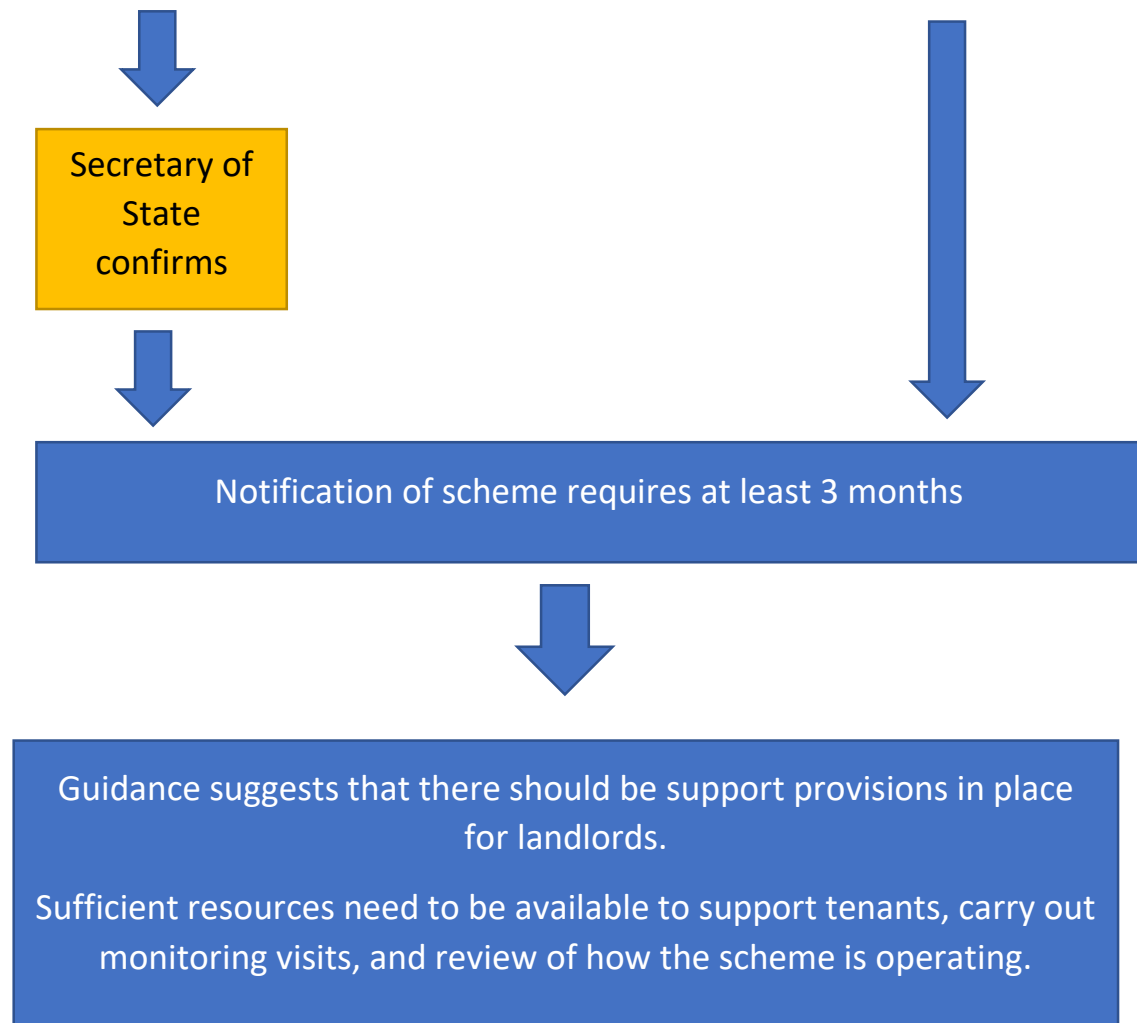 Secretary of
State
confirms
Notification of scheme requires at least 3 months
Guidance suggests that there should be support provisions in place
for landlords.
Sufficient resources need to be available to support tenants, carry out
monitoring visits, and review of how the scheme is operating.